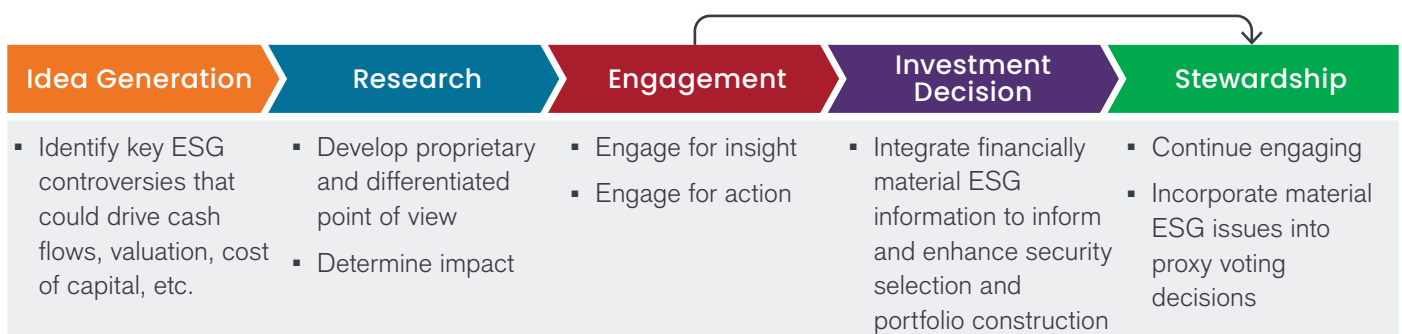 Idea Generation
Research
Engagement
Investment
Decision
Stewardship
▪ Identify key ESG
controversies that
could drive cash
flows, valuation, cost
of capital, etc.
▪ Develop proprietary
and differentiated
point of view
▪ Determine impact
▪ Engage for insight
▪ Engage for action
▪ Integrate financially
material ESG
information to inform
and enhance security
selection and
portfolio construction
▪ Continue engaging
▪ Incorporate material
ESG issues into
proxy voting
decisions